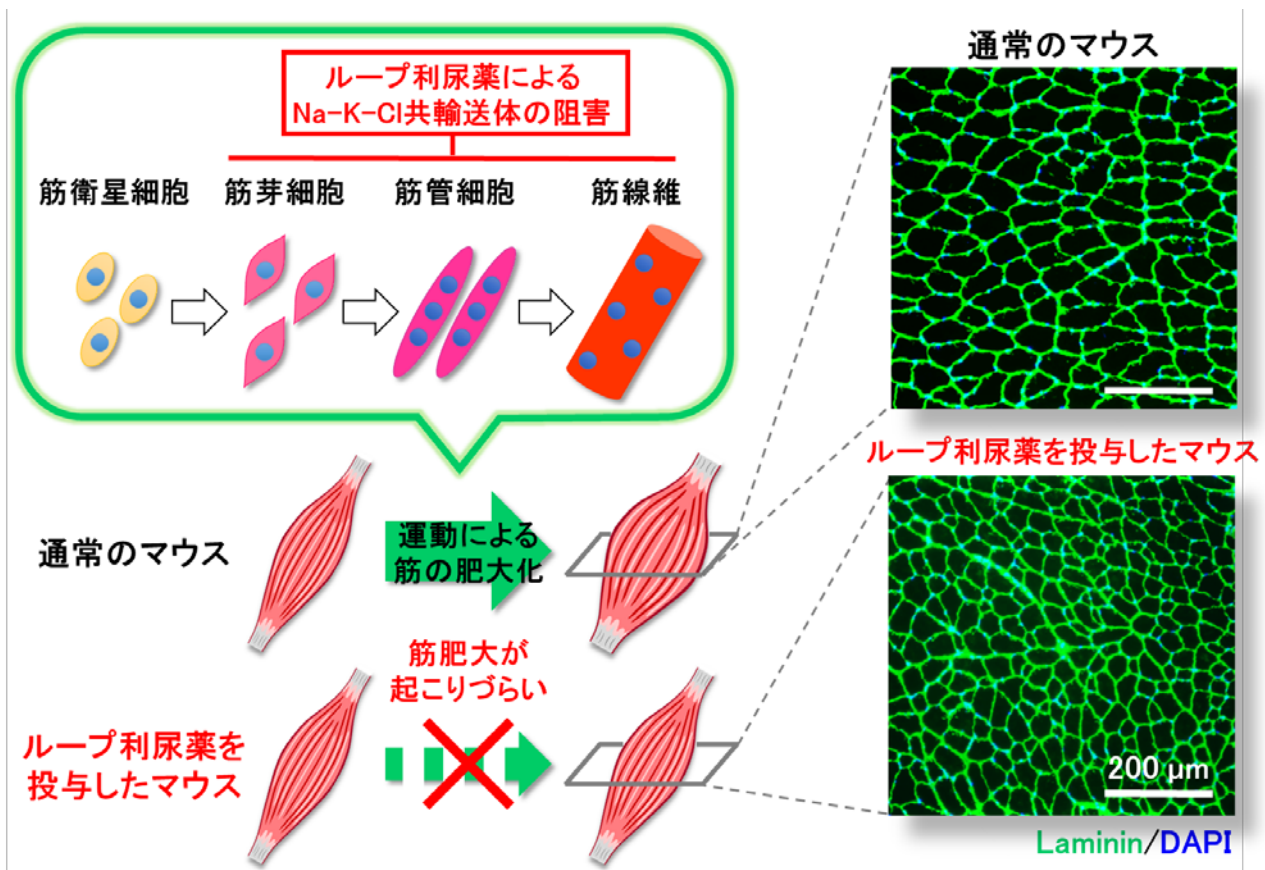 ループ利尿薬による
Na-K-Cl共輸送体の阻害
筋衛星細胞
筋芽細胞
筋管細胞
筋線維
通常のマウス
運動による
筋の肥大化
筋肥大が
起こりづらい
ループ利尿薬を
投与したマウス
通常のマウス
ループ利尿薬を投与したマウス
200 μm
Laminin/DAPI